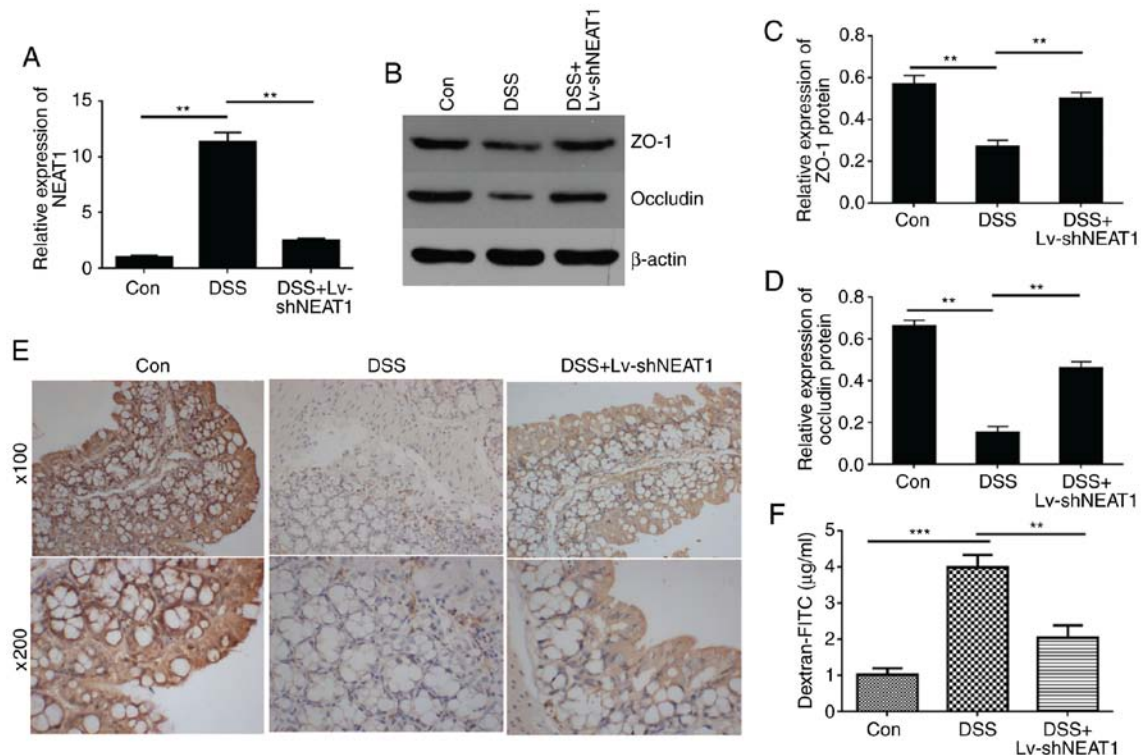 A
Relative expression of
NEAT1
15
10
5
0
**
**
Con
DSS
DSS+Lv-
shNEAT1
B
Con
DSS
DSS+
Lv-shNEAT1
ZO-1
Occludin
β-actin
C
Relative expression of
ZO-1 protein
0.8
0.6
0.4
0.2
0.0
**
**
Con
DSS
DSS+
Lv-shNEAT1
D
Relative expression of
occludin protein
0.8
0.6
0.4
0.2
0.0
**
**
Con
DSS
DSS+
Lv-shNEAT1
E
Con
DSS
DSS+Lv-shNEAT1
x100
x200
F
Dextran-FITC (μg/ml)
5
4
3
2
1
0
***
**
Con
DSS
DSS+
Lv-shNEAT1